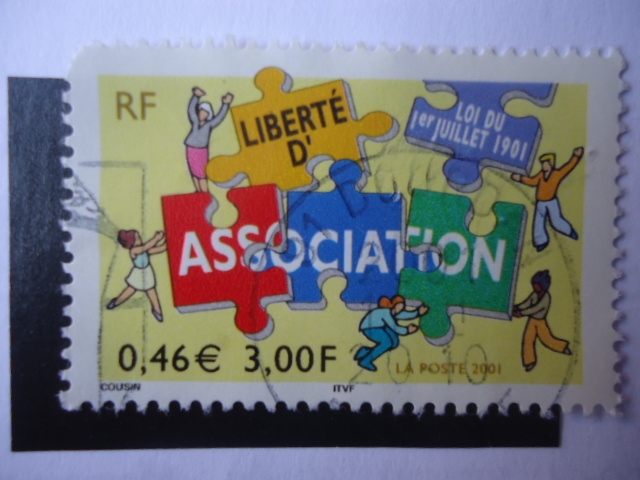 RF
LIBERTÉ
D'
LOI DU
1er JUILLET 1901
ASSOCIATION
0,46€ 3,00F
LA POSTE 2001
COUSIN
ITVF